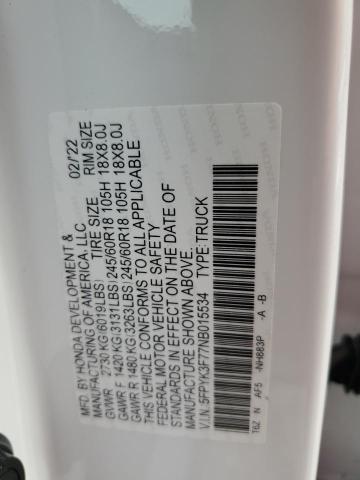 MFD BY HONDA DEVELOPMENT & 02/'22
MANUFACTURING OF AMERICA, LLC
TIRE SIZE RIM SIZE
GVWR 2730 KG(6019LBS)
GAWR F 1420 KG(3131LBS) 245/60R18 105H 18X8.0J
GAWR R 1480 KG(3263LBS) 245/60R18 105H 18X8.0J
THIS VEHICLE CONFORMS TO ALL APPLICABLE
FEDERAL MOTOR VEHICLE SAFETY
STANDARDS IN EFFECT ON THE DATE OF
MANUFACTURE SHOWN ABOVE.
V.I.N. 5FPYK3F77NB015534 TYPE: TRUCK
T6Z N AF5 -NH883P -A -B